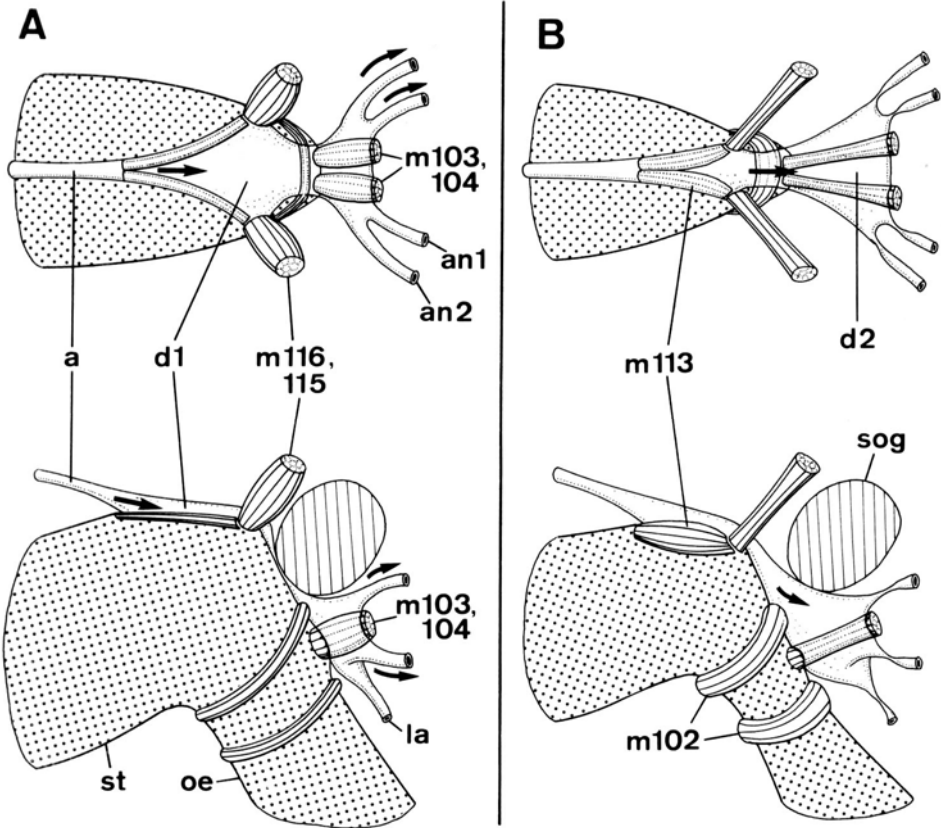 A
m103,
104
an1
an2
a
d1
m116,
115
m103,
104
la
st
oe
B
d2
m113
sog
m102